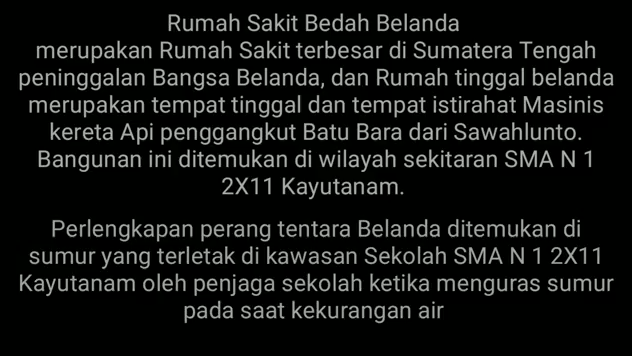 Rumah Sakit Bedah Belanda
merupakan Rumah Sakit terbesar di Sumatera Tengah
peninggalan Bangsa Belanda, dan Rumah tinggal belanda
merupakan tempat tinggal dan tempat istirahat Masinis
kereta Api penggangkut Batu Bara dari Sawahlunto.
Bangunan ini ditemukan di wilayah sekitaran SMA N 1
2X11 Kayutanam.
Perlengkapan perang tentara Belanda ditemukan di
sumur yang terletak di kawasan Sekolah SMA N 1 2X11
Kayutanam oleh penjaga sekolah ketika menguras sumur
pada saat kekurangan air